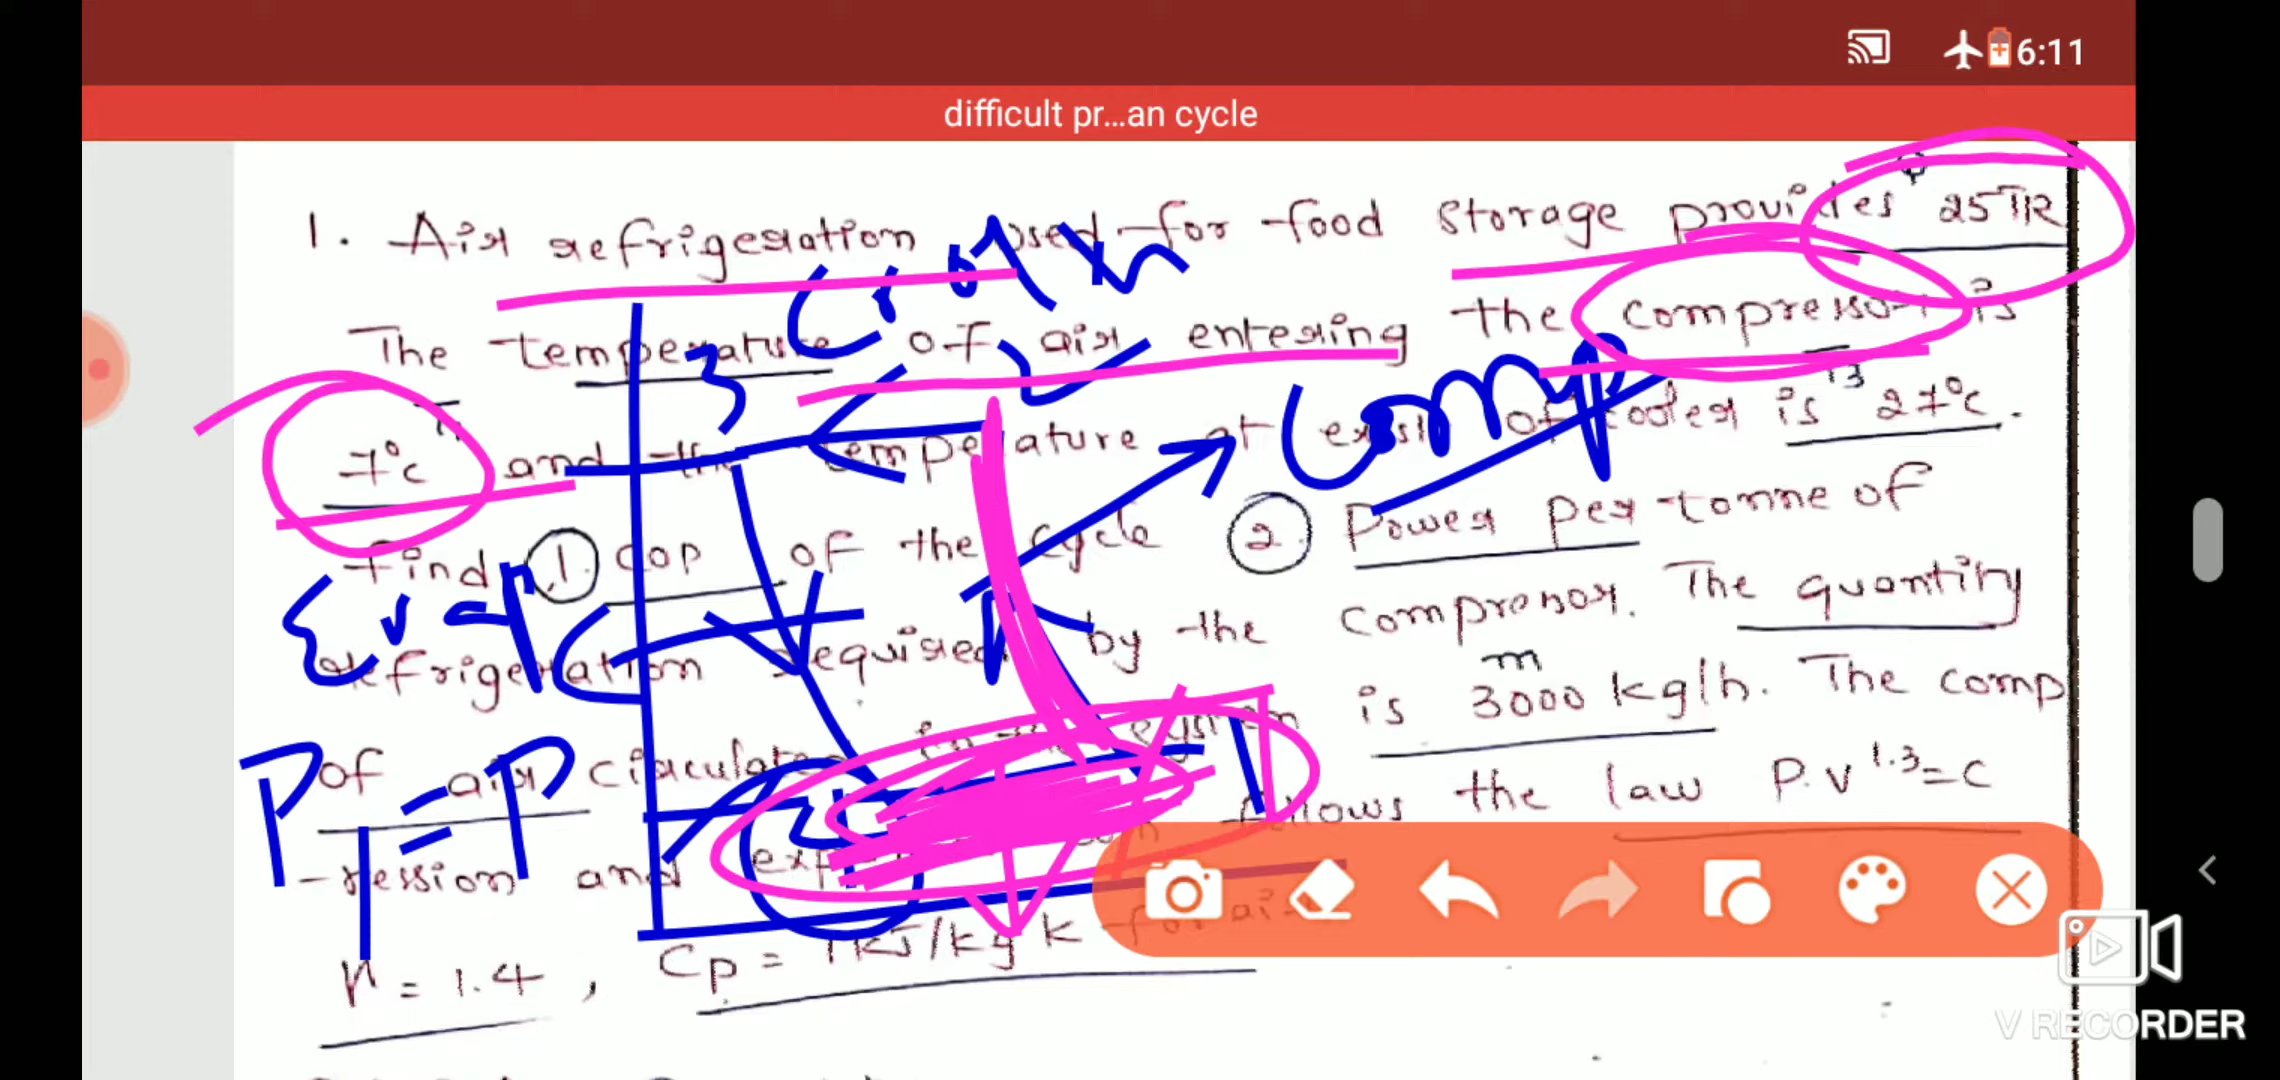 6:11
difficult pr...an cycle
1. Air refrigeration used for food storage provides 25TR
The temperature of air entering the compressor is
T1 T3
7°c and the temperature at exit of cooler is 27°c.
Find 1. COP of the cycle 2. Power per tonne of
refrigeration required by the compressor. The quantity
m
of air circulated in the system is 3000 kg/h. The comp
-ression and follows the law P.V^1.3=C
= 1.4, Cp = 1KJ/kg K for air
3
comp
Evap
P = P
V RECORDER